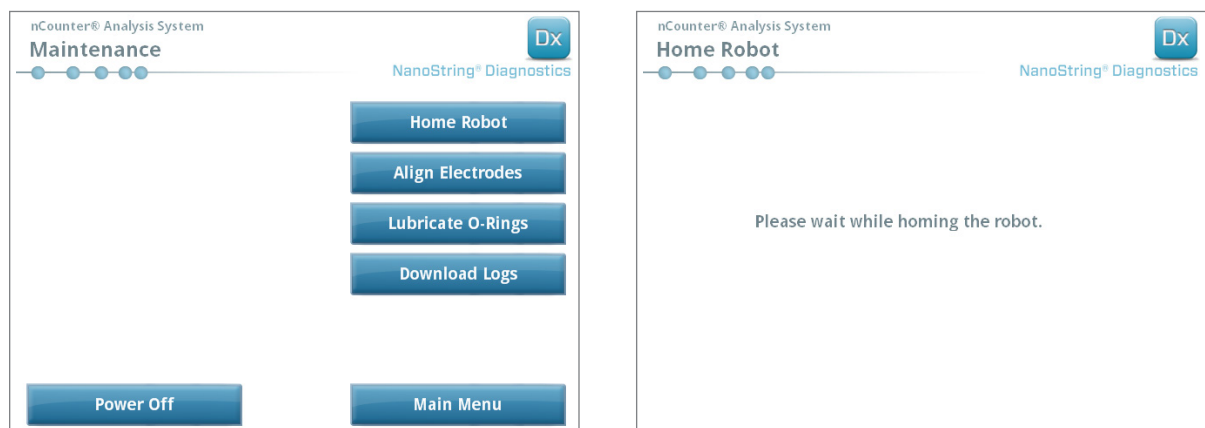 nCounter® Analysis System
Maintenance
Dx
NanoString® Diagnostics
Home Robot
Align Electrodes
Lubricate O-Rings
Download Logs
Power Off
Main Menu
nCounter® Analysis System
Home Robot
Dx
NanoString® Diagnostics
Please wait while homing the robot.